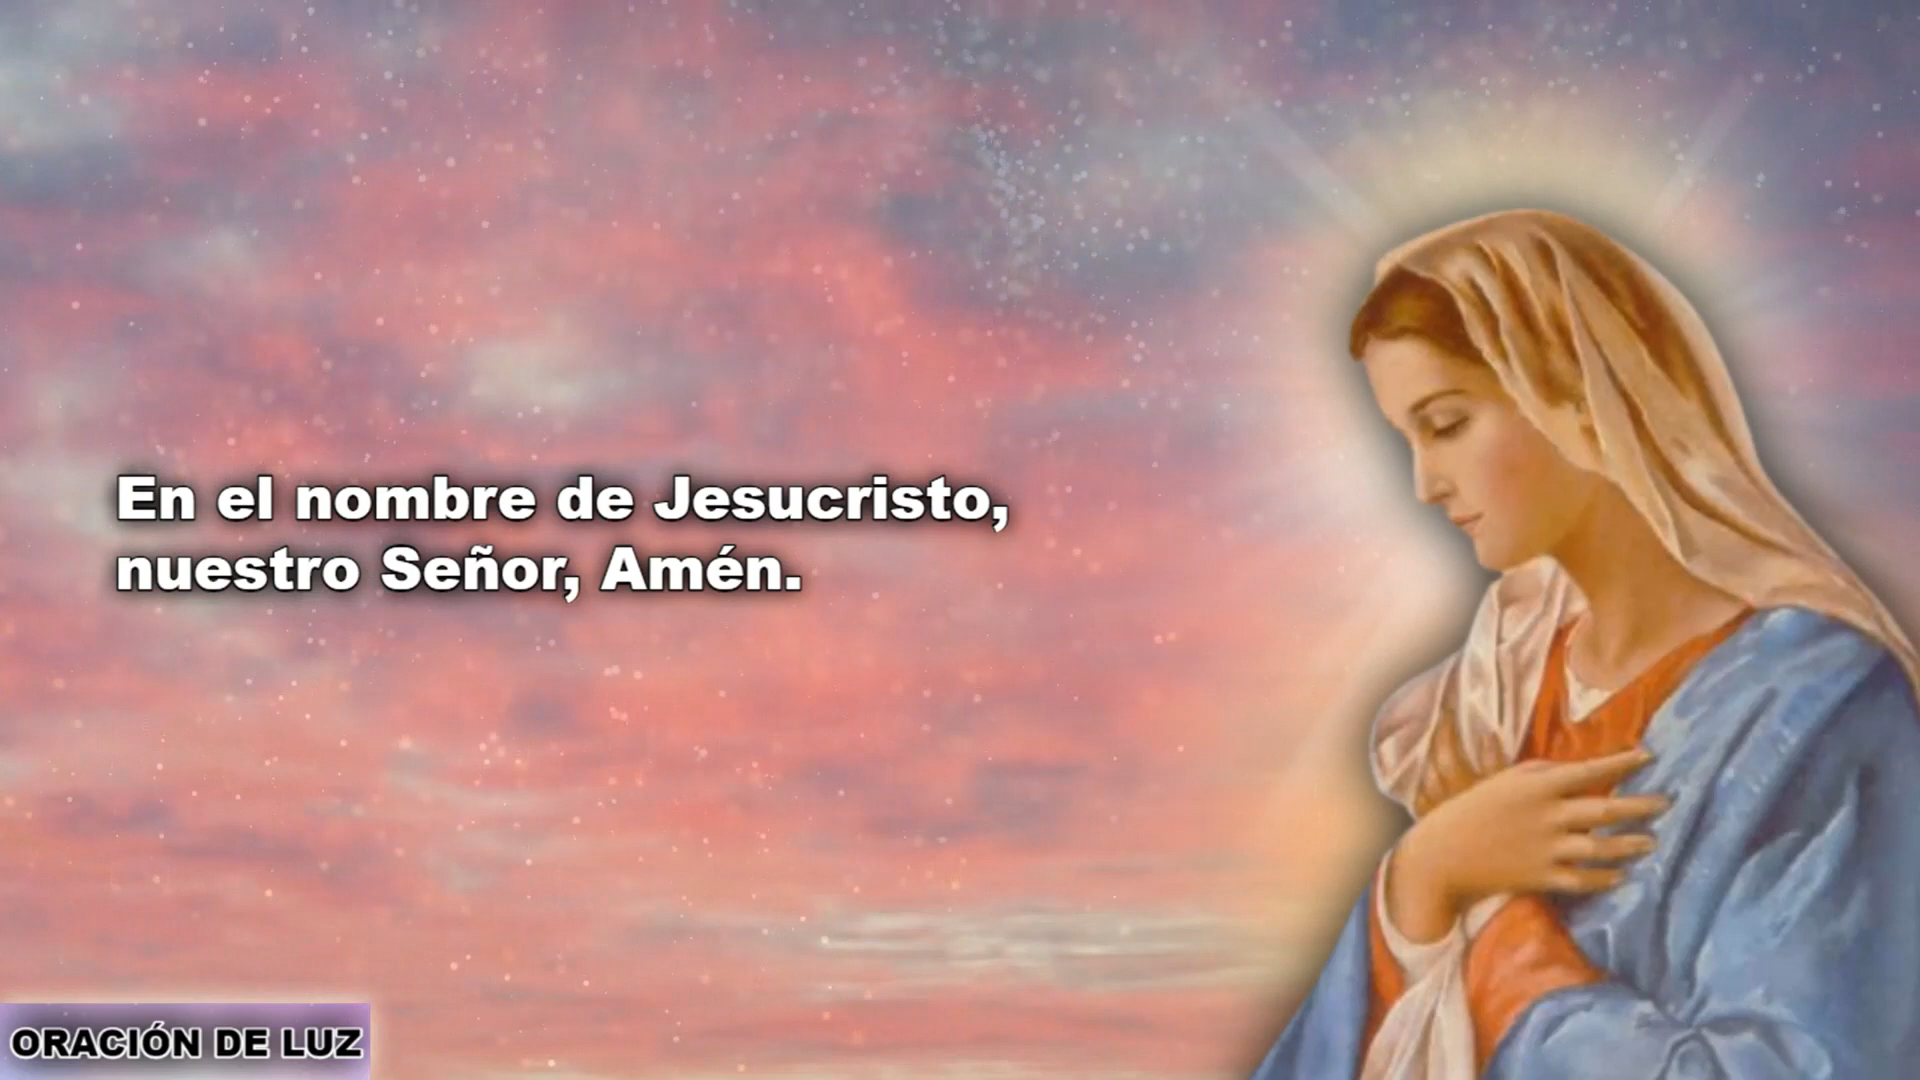 En el nombre de Jesucristo,
nuestro Señor, Amén.
ORACIÓN DE LUZ